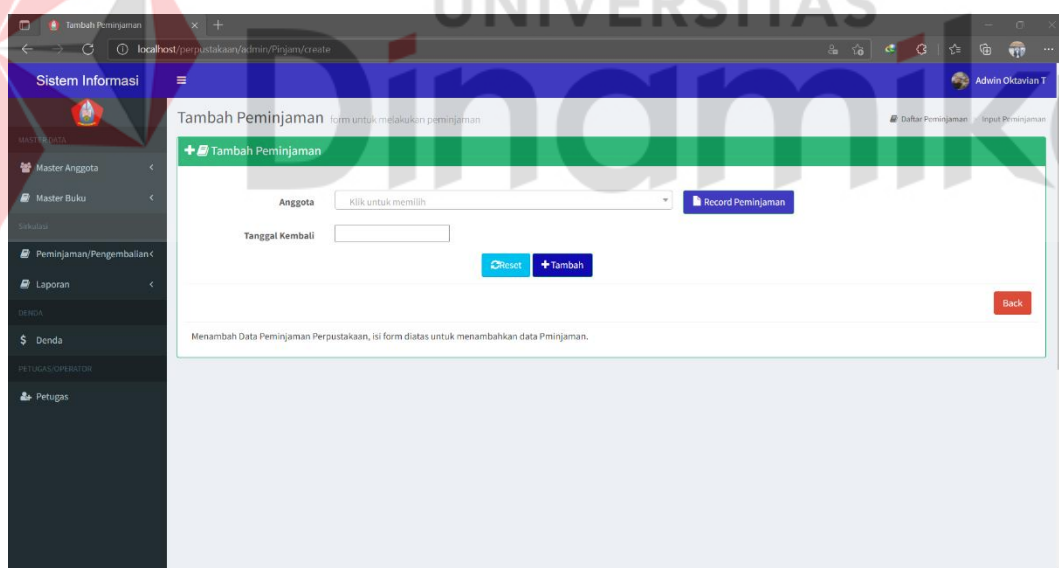 UNIVERSITAS
Dinamika
Tambah Peminjaman
localhost/perpustakaan/admin/Pinjam/create
Sistem Informasi
Adwin Oktavian T
Tambah Peminjaman form untuk melakukan peminjaman
Daftar Peminjaman
Input Peminjaman
MASTER DATA
Tambah Peminjaman
Master Anggota
Master Buku
Anggota
Klik untuk memilih
Record Peminjaman
Sirkulasi
Tanggal Kembali
Peminjaman/Pengembalian
Reset
Tambah
Laporan
Back
DENDA
Denda
Menambah Data Peminjaman Perpustakaan, isi form diatas untuk menambahkan data Pminjaman.
PETUGAS/OPERATOR
Petugas